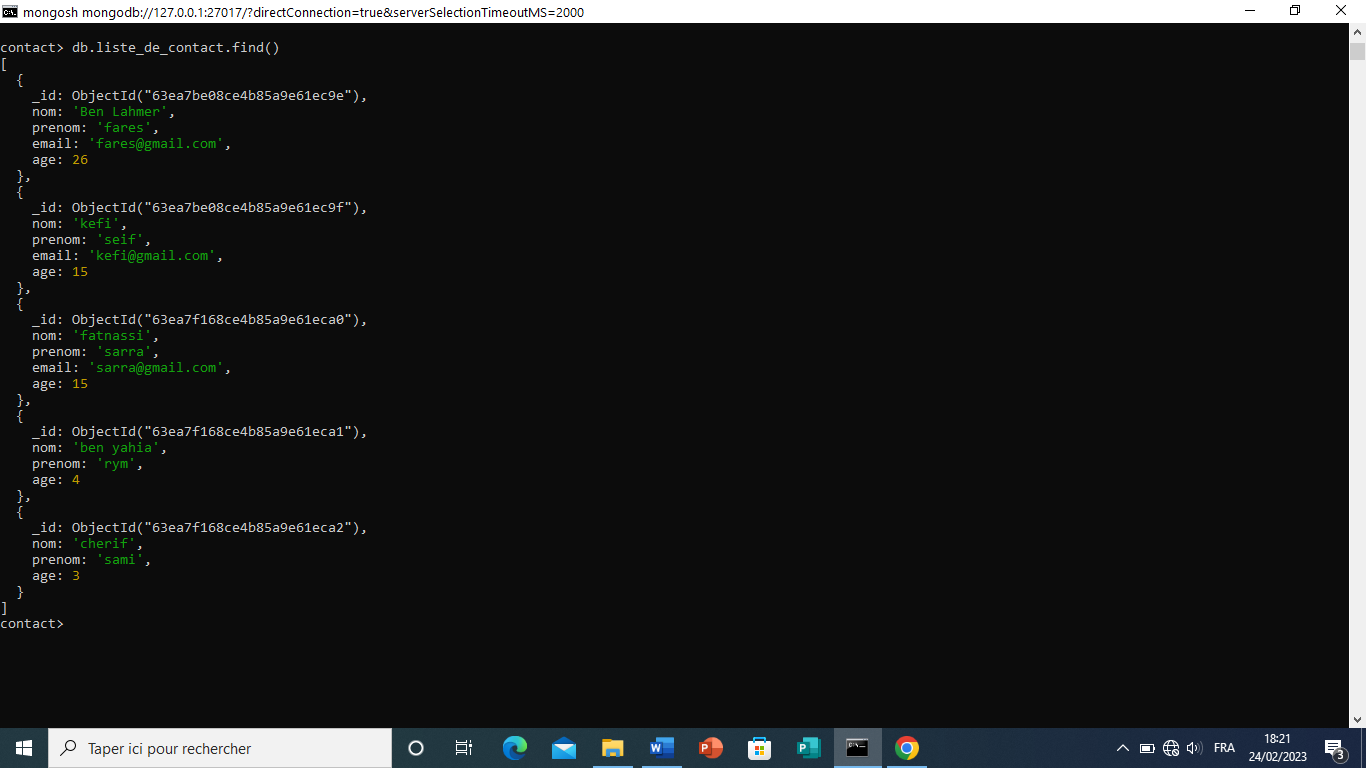 mongosh mongodb://127.0.0.1:27017/?directConnection=true&serverSelectionTimeoutMS=2000
contact> db.liste_de_contact.find()
[
  {
    _id: ObjectId("63ea7be08ce4b85a9e61ec9e"),
    nom: 'Ben Lahmer',
    prenom: 'fares',
    email: 'fares@gmail.com',
    age: 26
  },
  {
    _id: ObjectId("63ea7be08ce4b85a9e61ec9f"),
    nom: 'kefi',
    prenom: 'seif',
    email: 'kefi@gmail.com',
    age: 15
  },
  {
    _id: ObjectId("63ea7f168ce4b85a9e61eca0"),
    nom: 'fatnassi',
    prenom: 'sarra',
    email: 'sarra@gmail.com',
    age: 15
  },
  {
    _id: ObjectId("63ea7f168ce4b85a9e61eca1"),
    nom: 'ben yahia',
    prenom: 'rym',
    age: 4
  },
  {
    _id: ObjectId("63ea7f168ce4b85a9e61eca2"),
    nom: 'cherif',
    prenom: 'sami',
    age: 3
  }
]
contact>
Taper ici pour rechercher
FRA
18:21
24/02/2023
3